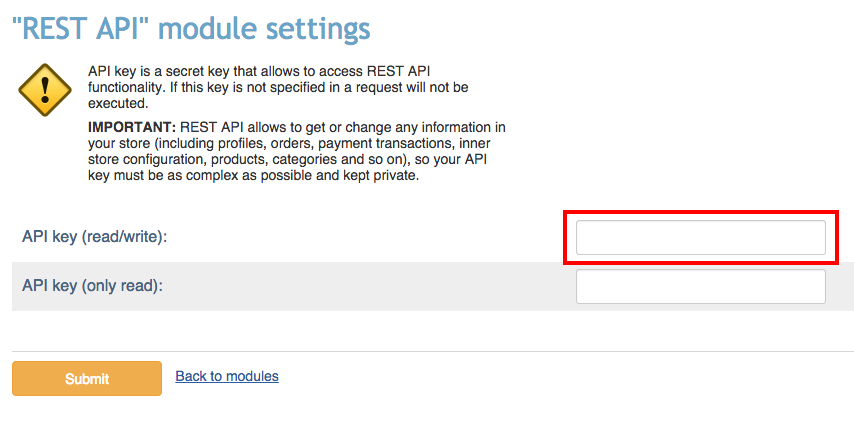 "REST API" module settings
API key is a secret key that allows to access REST API
functionality. If this key is not specified in a request will not be
executed.
IMPORTANT: REST API allows to get or change any information in
your store (including profiles, orders, payment transactions, inner
store configuration, products, categories and so on), so your API
key must be as complex as possible and kept private.
API key (read/write):
API key (only read):
Submit
Back to modules